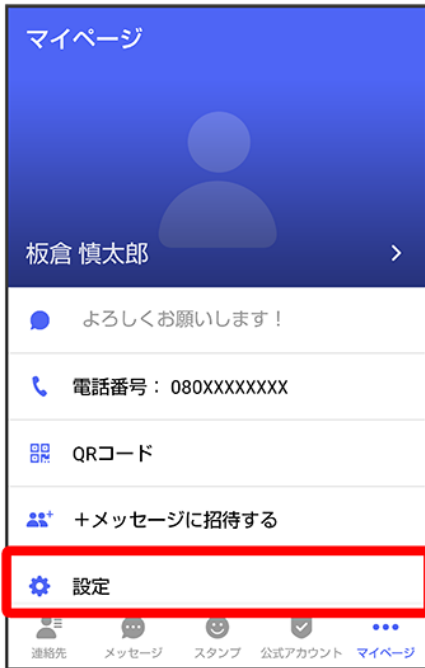 マイページ
板倉 慎太郎
よろしくお願いします！
電話番号： 080XXXXXXXX
QRコード
＋メッセージに招待する
設定
連絡先 メッセージ スタンプ 公式アカウント マイページ